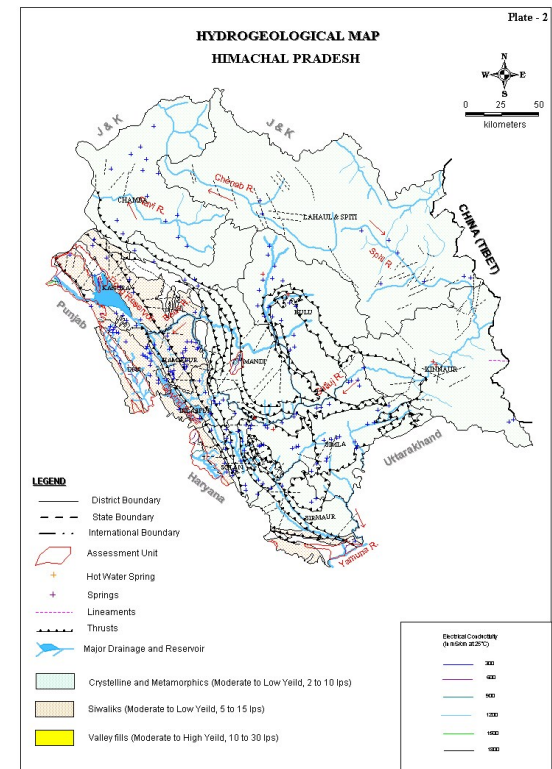 Plate - 2
HYDROGEOLOGICAL MAP
HIMACHAL PRADESH
N
W E
S
0 25 50
kilometers
J & K
J & K
Chenab R.
CHAMBA
Ravi R.
LAHAUL & SPITI
Spiti R.
CHINA (TIBET)
KANGRA
Punjab
KULU
HAMIRPUR
MANDI
UNA
KINNAUR
BILASPUR
SIMLA
Uttarakhand
SOLAN
Haryana
SIRMAUR
Yamuna R.
LEGEND
District Boundary
State Boundary
International Boundary
Assessment Unit
Hot Water Spring
Springs
Lineaments
Thrusts
Major Drainage and Reservoir
Crystelline and Metamorphics (Moderate to Low Yeild, 2 to 10 lps)
Siwaliks (Moderate to Low Yeild, 5 to 15 lps)
Valley fills (Moderate to High Yeild, 10 to 30 lps)
Electrical Conductivity
300
600
900
1200
1500
1800